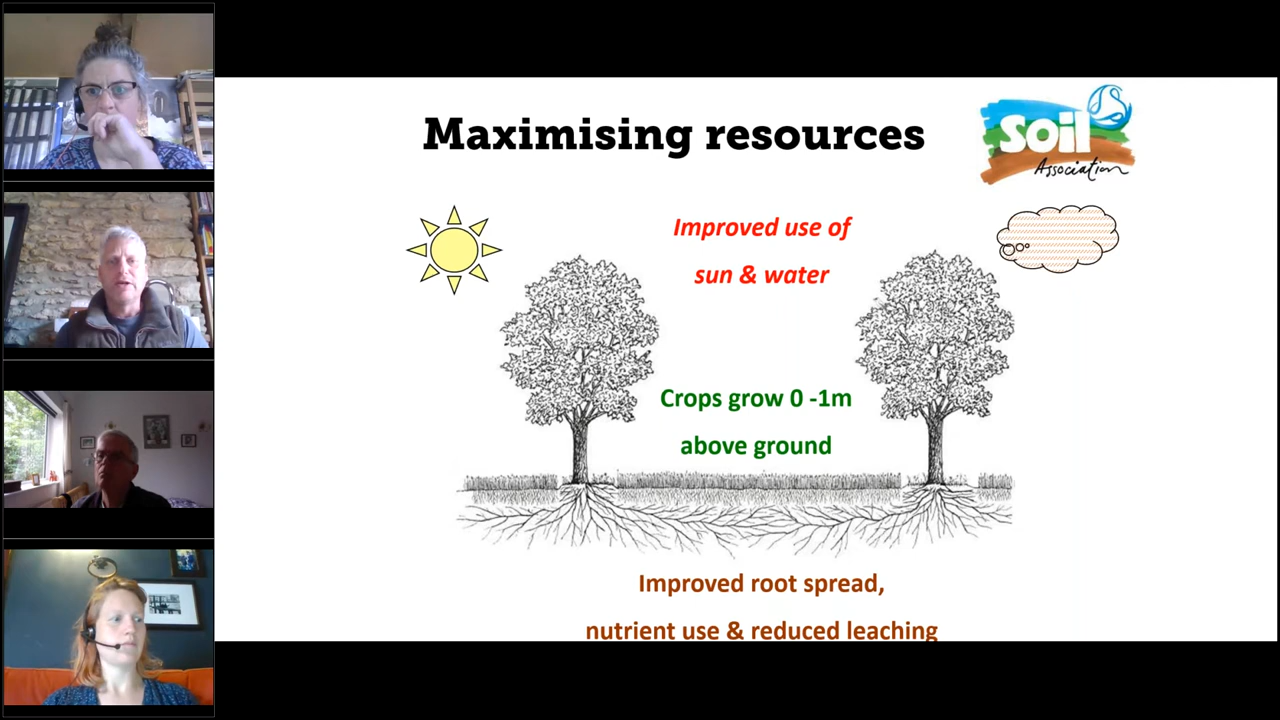 Maximising resources
Soil
Association
Improved use of
sun & water
Crops grow 0 -1m
above ground
Improved root spread,
nutrient use & reduced leaching